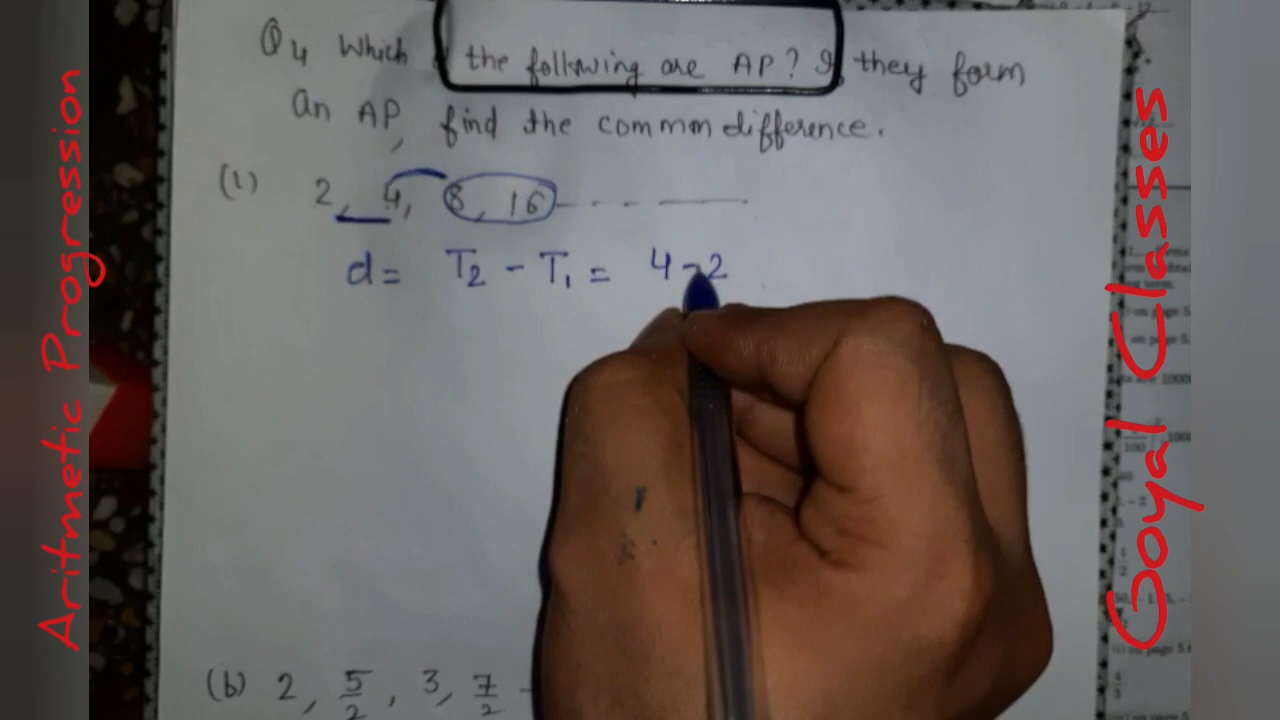 Q4 Which the following are AP? If they form
an AP, find the common difference.
(1) 2, 4, 8, 16
d = T2 - T1 = 4-2
(b) 2, 5/2, 3, 7/2
Aritmetic Progression
Goyal Classes